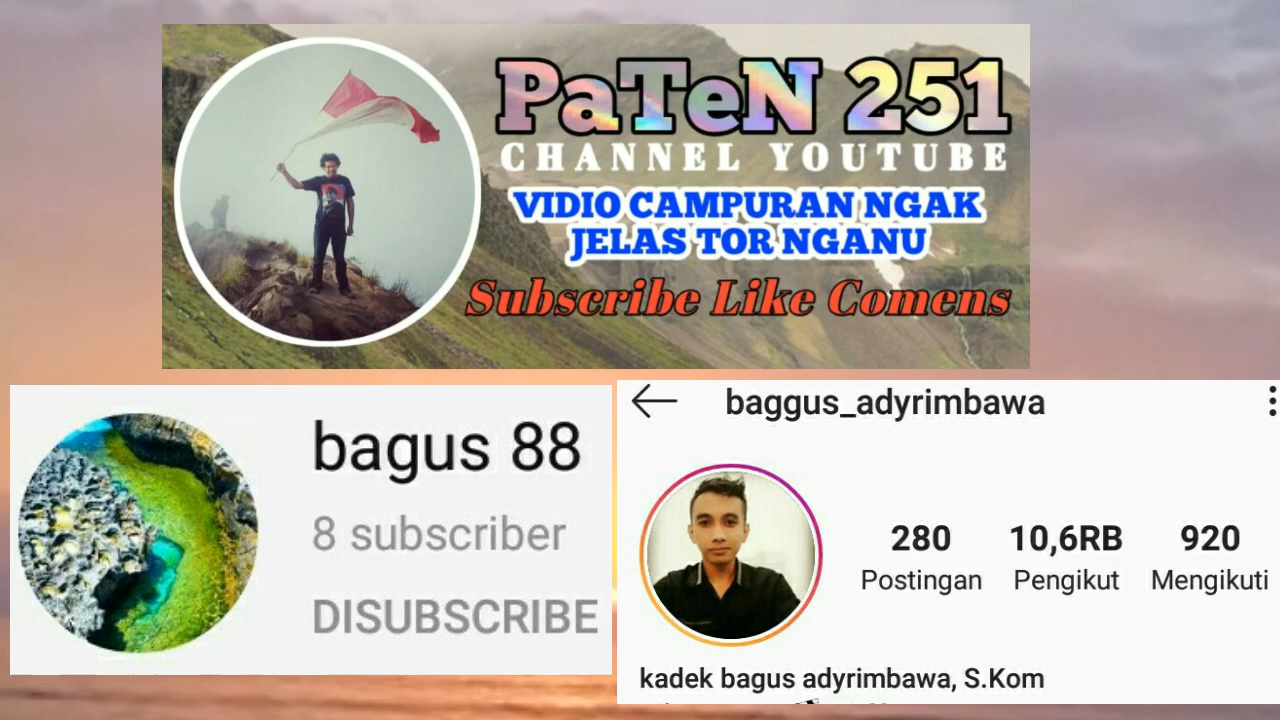 PaTeN 251
CHANNEL YOUTUBE
VIDIO CAMPURAN NGAK
JELAS TOR NGANU
Subscribe Like Comens
bagus 88
8 subscriber
DISUBSCRIBE
baggus_adyrimbawa
280 10,6RB 920
Postingan Pengikut Mengikuti
kadek bagus adyrimbawa, S.Kom